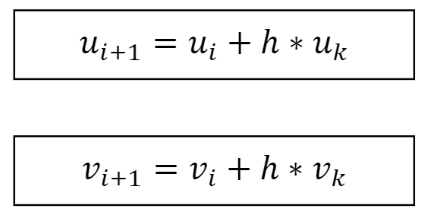 u_{i+1} = u_i + h * u_k
v_{i+1} = v_i + h * v_k